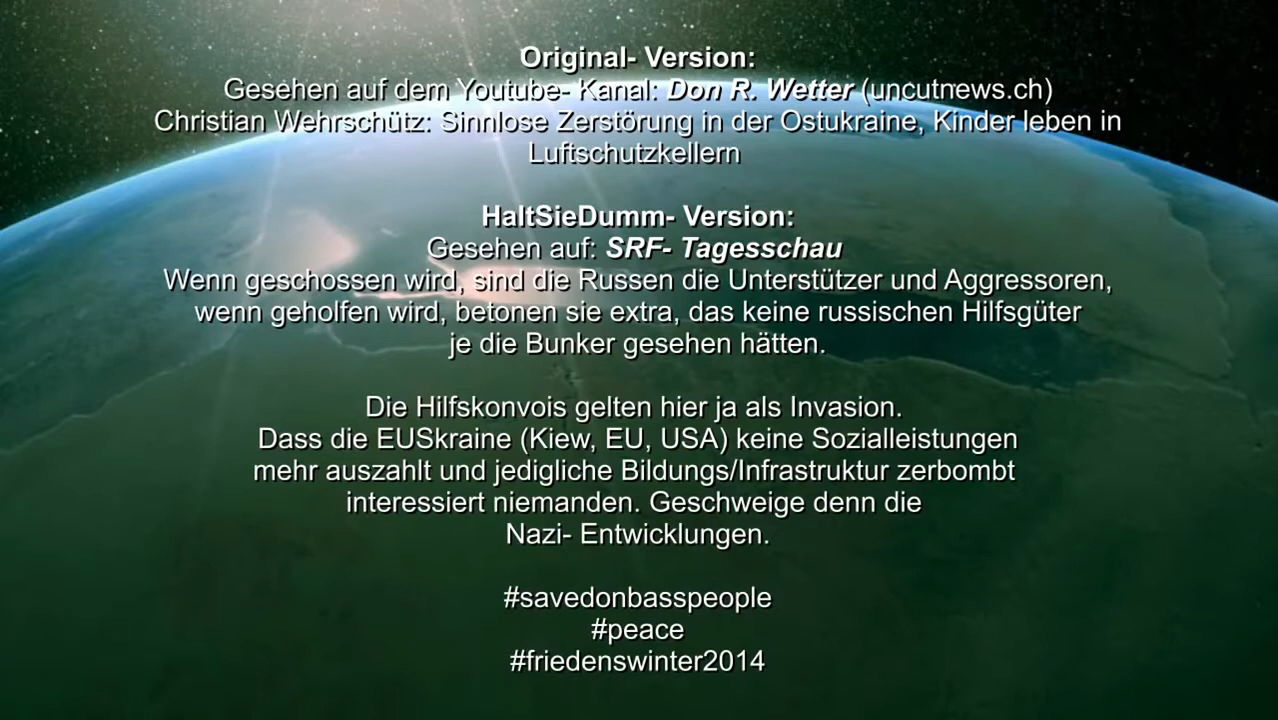 Original- Version:
Gesehen auf dem Youtube- Kanal: Don R. Wetter (uncutnews.ch)
Christian Wehrschütz: Sinnlose Zerstörung in der Ostukraine, Kinder leben in
Luftschutzkellern
HaltSieDumm- Version:
Gesehen auf: SRF- Tagesschau
Wenn geschossen wird, sind die Russen die Unterstützer und Aggressoren,
wenn geholfen wird, betonen sie extra, das keine russischen Hilfsgüter
je die Bunker gesehen hätten.
Die Hilfskonvois gelten hier ja als Invasion.
Dass die EUSkraine (Kiew, EU, USA) keine Sozialleistungen
mehr auszahlt und jedigliche Bildungs/Infrastruktur zerbombt
interessiert niemanden. Geschweige denn die
Nazi- Entwicklungen.
#savedonbasspeople
#peace
#friedenswinter2014